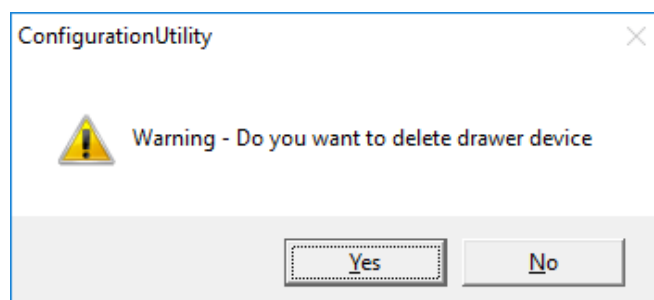 ConfigurationUtility
Warning - Do you want to delete drawer device
Yes
No